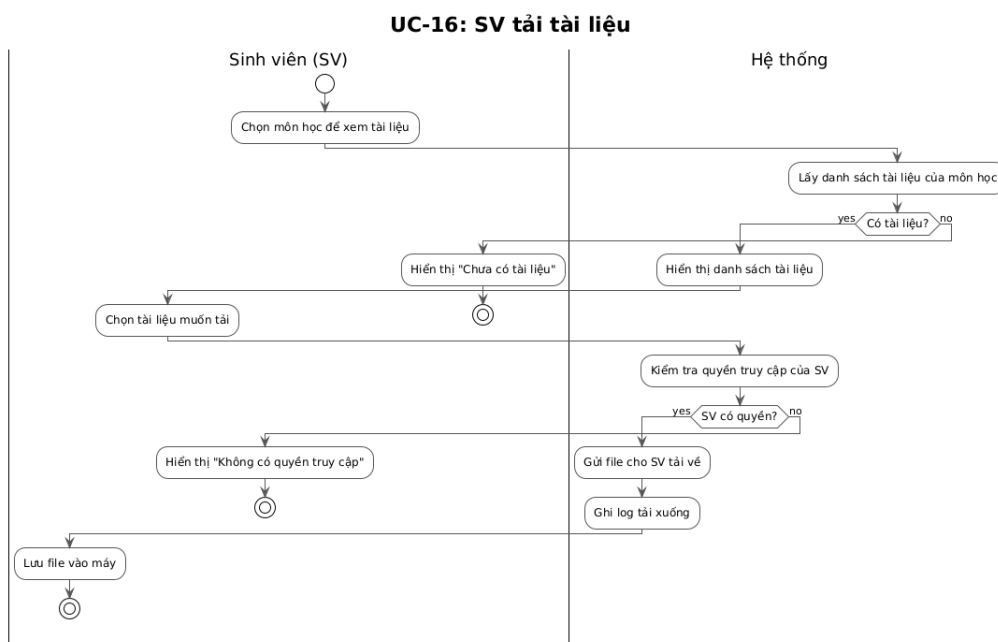 UC-16: SV tải tài liệu
Sinh viên (SV)
Hệ thống
Chọn môn học để xem tài liệu
Lấy danh sách tài liệu của môn học
Có tài liệu?
yes
no
Hiển thị "Chưa có tài liệu"
Hiển thị danh sách tài liệu
Chọn tài liệu muốn tải
Kiểm tra quyền truy cập của SV
SV có quyền?
yes
no
Hiển thị "Không có quyền truy cập"
Gửi file cho SV tải về
Ghi log tải xuống
Lưu file vào máy